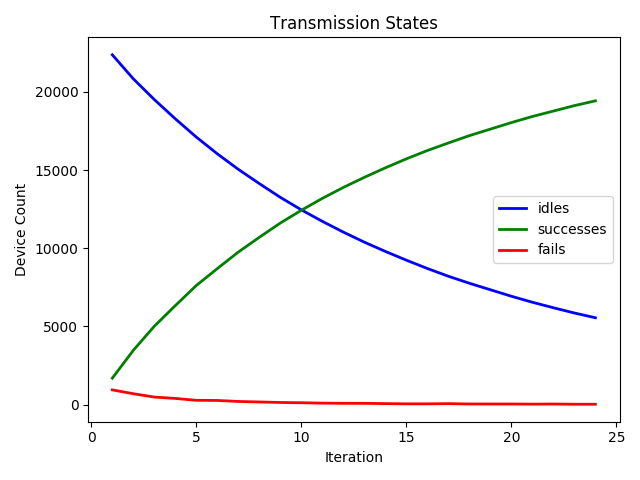 Transmission States
Device Count
20000
15000
10000
5000
0
0 5 10 15 20 25
Iteration
idles
successes
fails